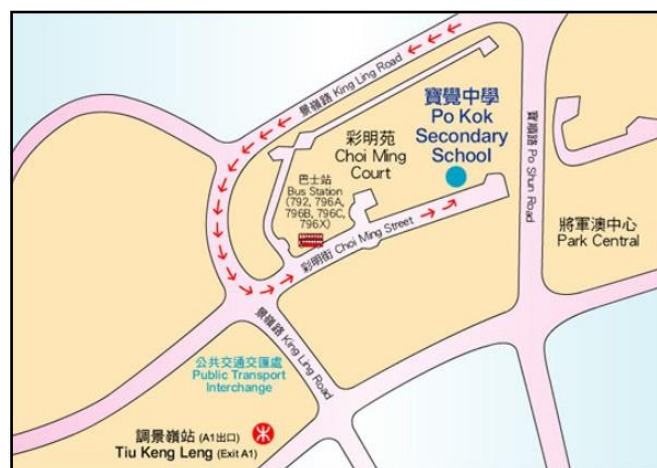 景嶺路 King Ling Road
寶覺中學
Po Kok
Secondary
School
彩明苑
Choi Ming
Court
寶順路 Po Shun Road
巴士站
Bus Station
(792, 796A,
796B, 796C,
796X)
彩明街 Choi Ming Street
將軍澳中心
Park Central
景嶺路 King Ling Road
公共交通交匯處
Public Transport
Interchange
調景嶺站 (A1出口)
Tiu Keng Leng (Exit A1)